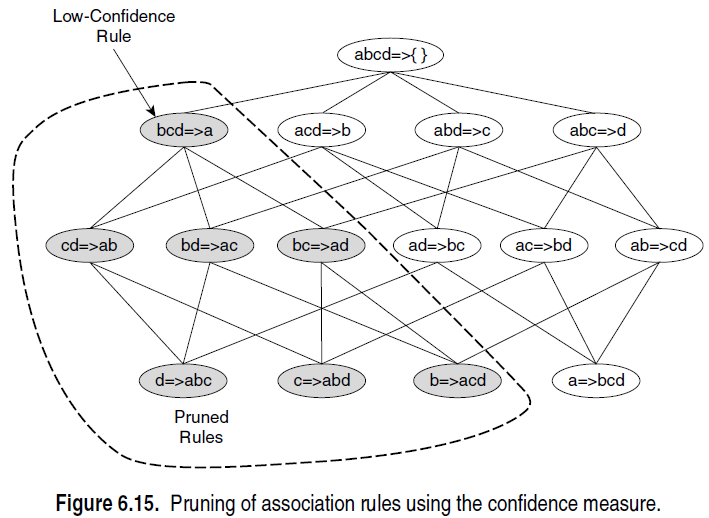 Low-Confidence
Rule
abcd=>{ }
bcd=>a
acd=>b
abd=>c
abc=>d
cd=>ab
bd=>ac
bc=>ad
ad=>bc
ac=>bd
ab=>cd
d=>abc
c=>abd
b=>acd
a=>bcd
Pruned
Rules
Figure 6.15. Pruning of association rules using the confidence measure.